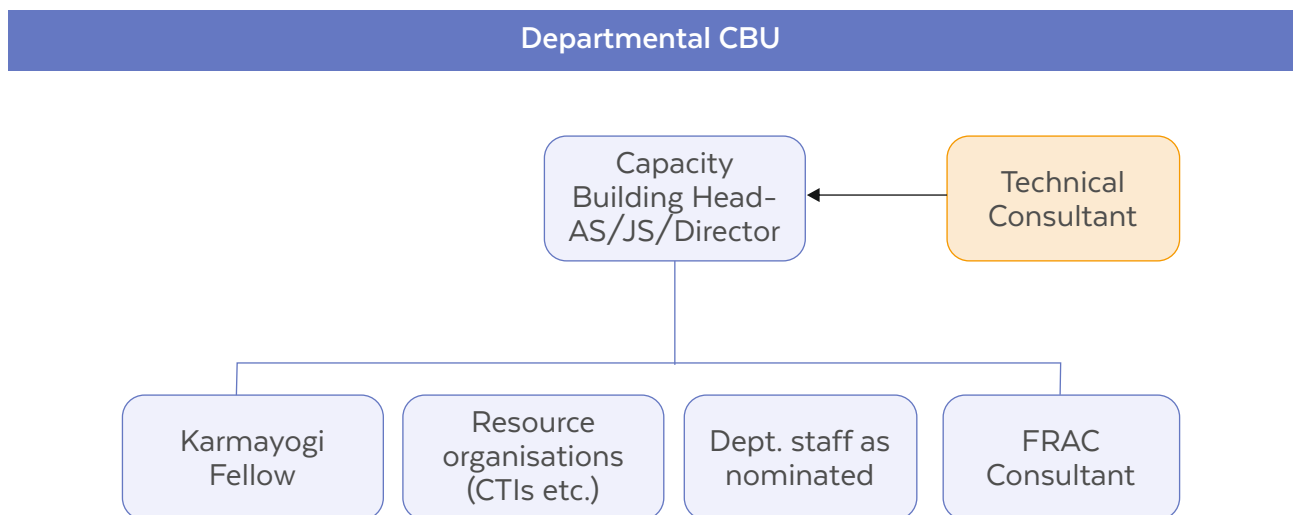 Departmental CBU
Capacity
Building Head-
AS/JS/Director
Technical
Consultant
Karmayogi
Fellow
Resource
organisations
(CTIs etc.)
Dept. staff as
nominated
FRAC
Consultant